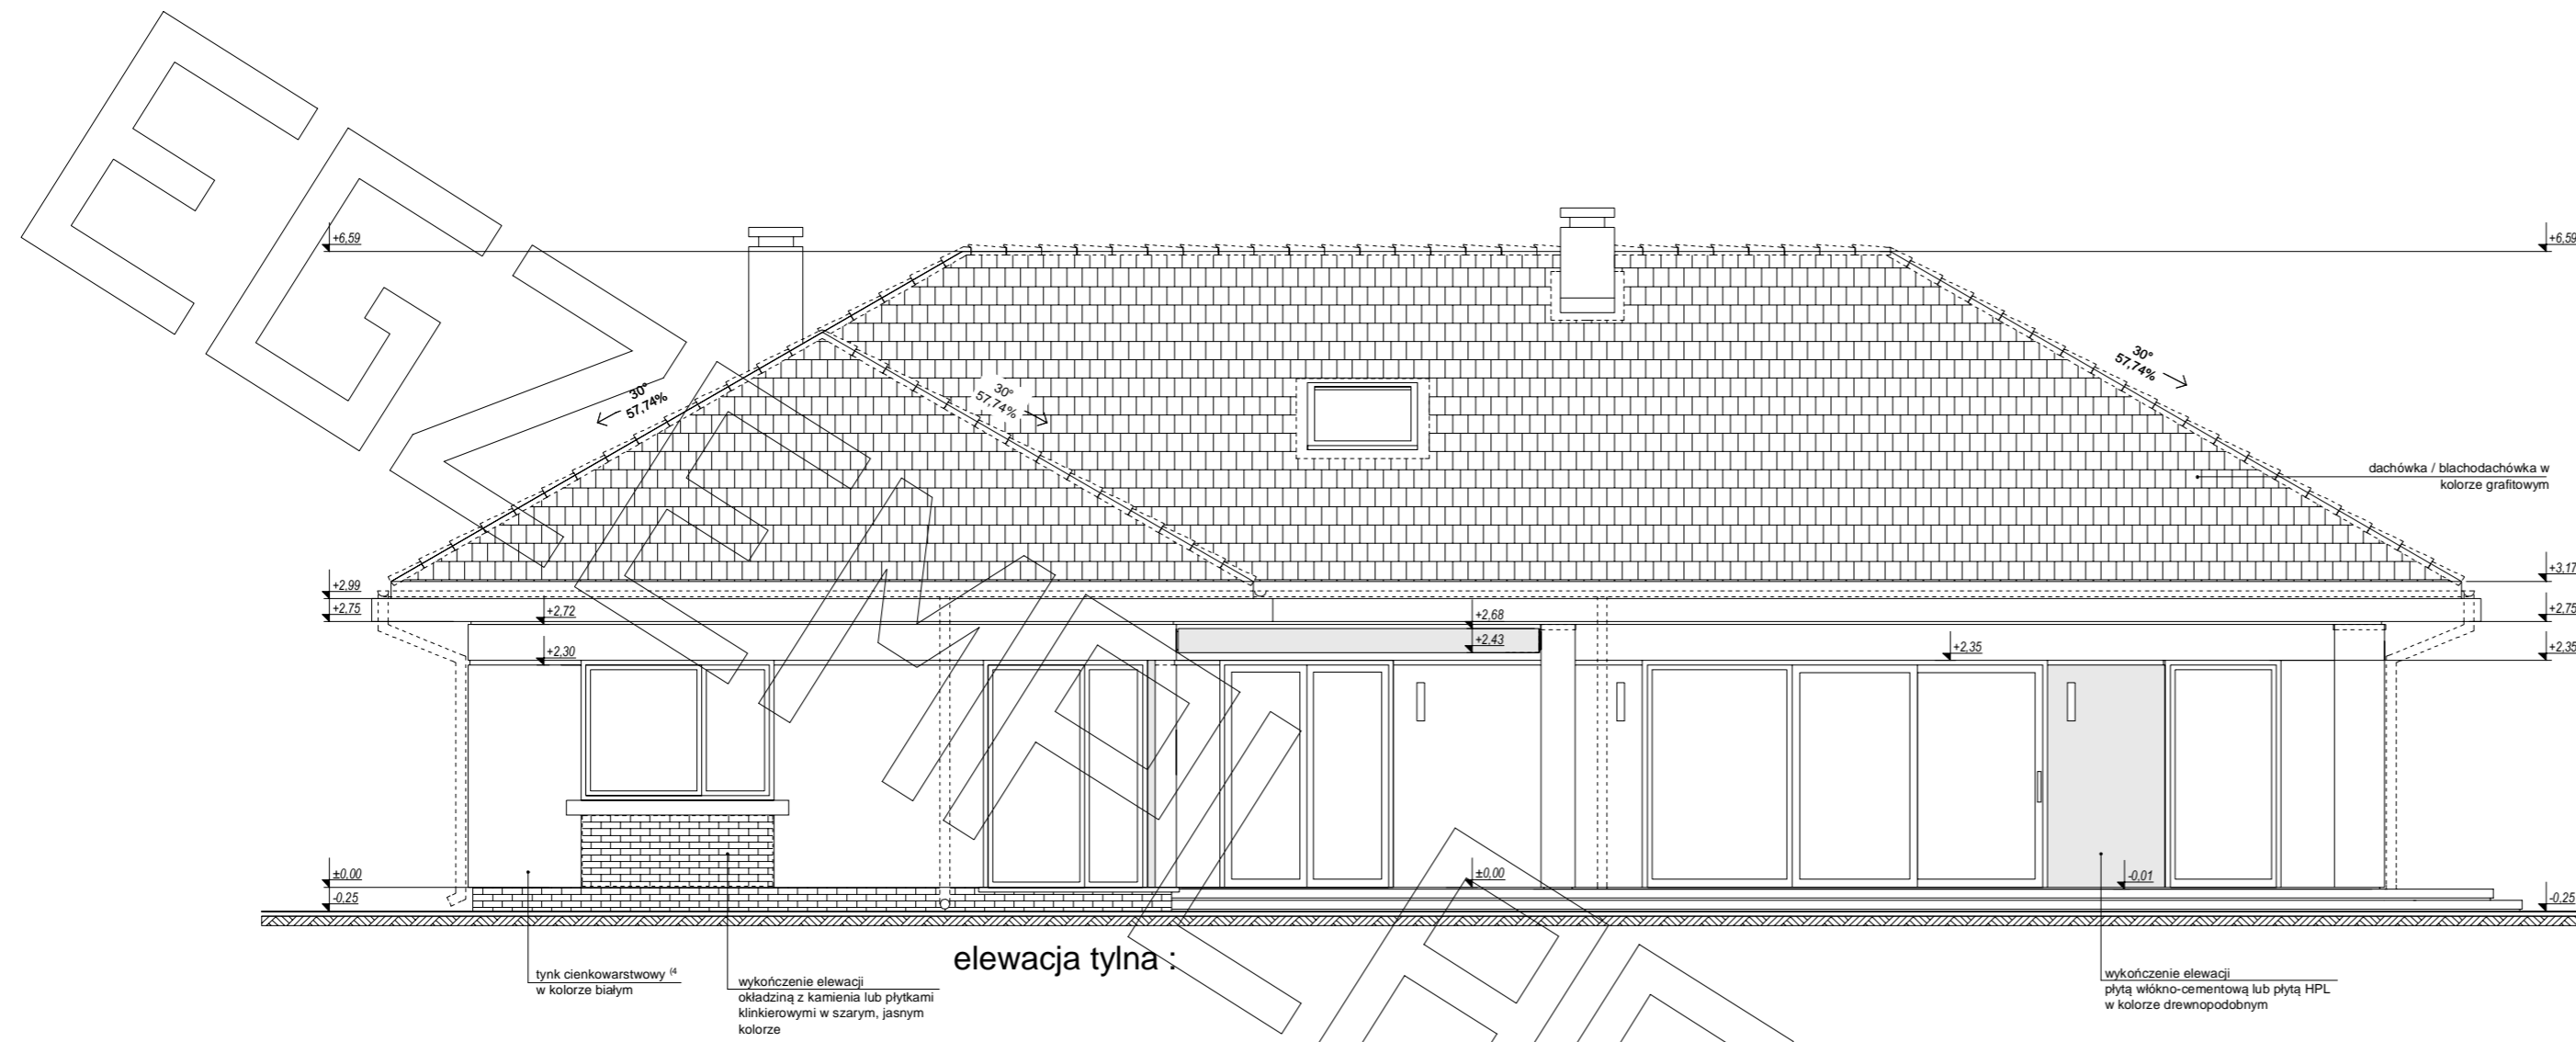 EGZEMPLARZ
+6,59
+6,59
30°
57,74%
30°
57,74%
30°
57,74%
dachówka / blachodachówka w
kolorze grafitowym
+2,99
+3,17
+2,75
+2,72
+2,68
+2,75
+2,30
+2,43
+2,35
+2,35
±0,00
±0,00
-0,01
-0,25
-0,25
elewacja tylna :
tynk cienkowarstwowy (4
w kolorze białym
wykończenie elewacji
okładziną z kamienia lub płytkami
klinkierowymi w szarym, jasnym
kolorze
wykończenie elewacji
płytą włókno-cementową lub płytą HPL
w kolorze drewnopodobnym